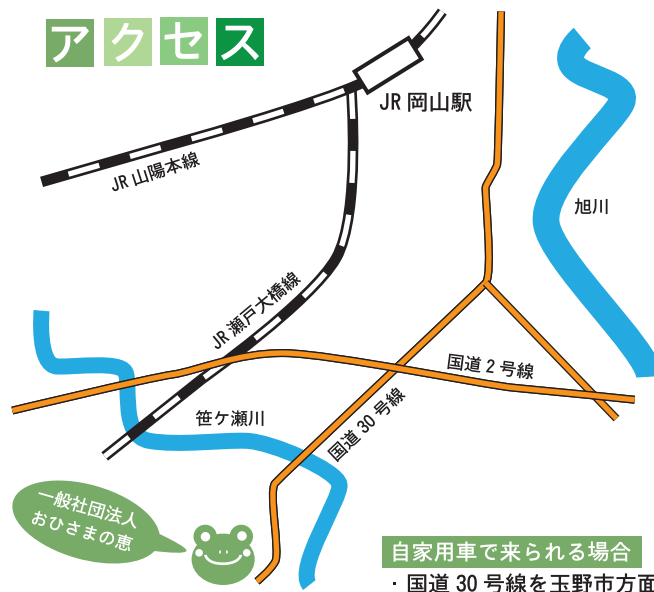 アクセス
JR 岡山駅
JR 山陽本線
旭川
JR 瀬戸大橋線
国道 2 号線
笹ケ瀬川
国道 30 号線
一般社団法人
おひさまの恵
自家用車で来られる場合
・国道 30 号線を玉野市方面